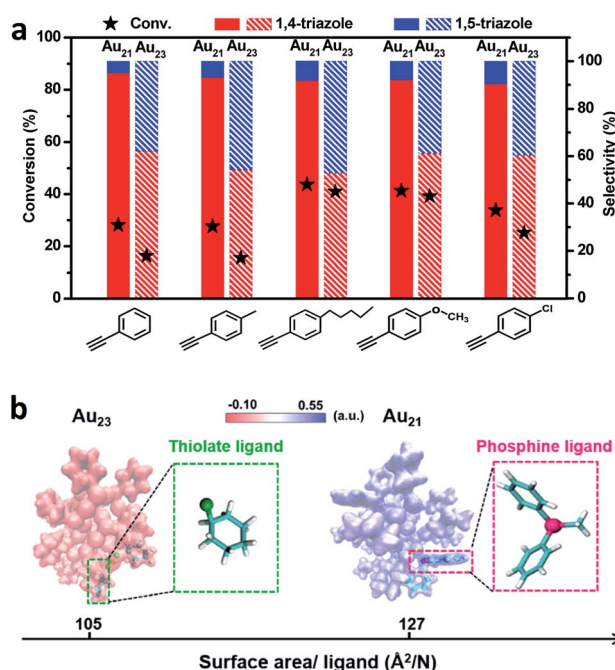 a
★ Conv. 1,4-triazole 1,5-triazole
Au21 Au23 Au21 Au23 Au21 Au23 Au21 Au23 Au21 Au23
Conversion (%)
100
80
60
40
20
0
Selectivity (%)
100
80
60
40
20
0
O CH3
Cl
b
Au23
-0.10 0.55
(a.u.)
Au21
Thiolate ligand
Phosphine ligand
105 127
Surface area/ ligand (Å²/N)